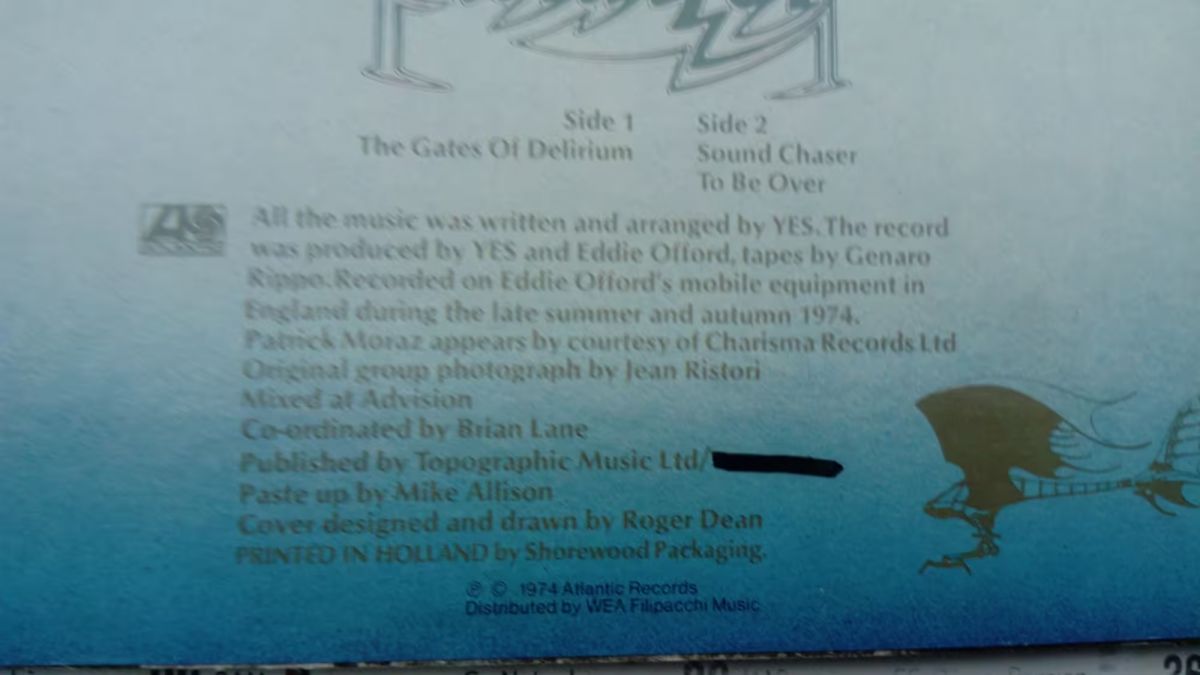 Side 1
The Gates Of Delirium
Side 2
Sound Chaser
To Be Over
All the music was written and arranged by YES. The record
was produced by YES and Eddie Offord, tapes by Genaro
Rippo. Recorded on Eddie Offord's mobile equipment in
England during the late summer and autumn 1974.
Patrick Moraz appears by courtesy of Charisma Records Ltd
Original group photograph by Jean Ristori
Mixed at Advision
Co-ordinated by Brian Lane
Published by Topographic Music Ltd/
Paste up by Mike Allison
Cover designed and drawn by Roger Dean
PRINTED IN HOLLAND by Shorewood Packaging.
℗ © 1974 Atlantic Records
Distributed by WEA Filipacchi Music